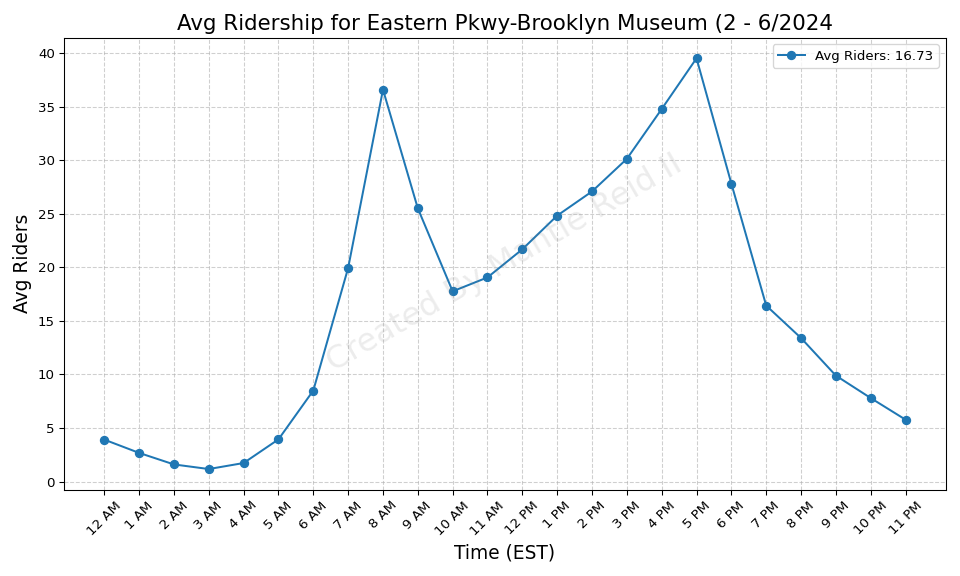 Avg Ridership for Eastern Pkwy-Brooklyn Museum (2 - 6/2024
Avg Riders: 16.73
Avg Riders
40
35
30
25
20
15
10
5
0
Created By Mantle Reid II
12 AM
1 AM
2 AM
3 AM
4 AM
5 AM
6 AM
7 AM
8 AM
9 AM
10 AM
11 AM
12 PM
1 PM
2 PM
3 PM
4 PM
5 PM
6 PM
7 PM
8 PM
9 PM
10 PM
11 PM
Time (EST)